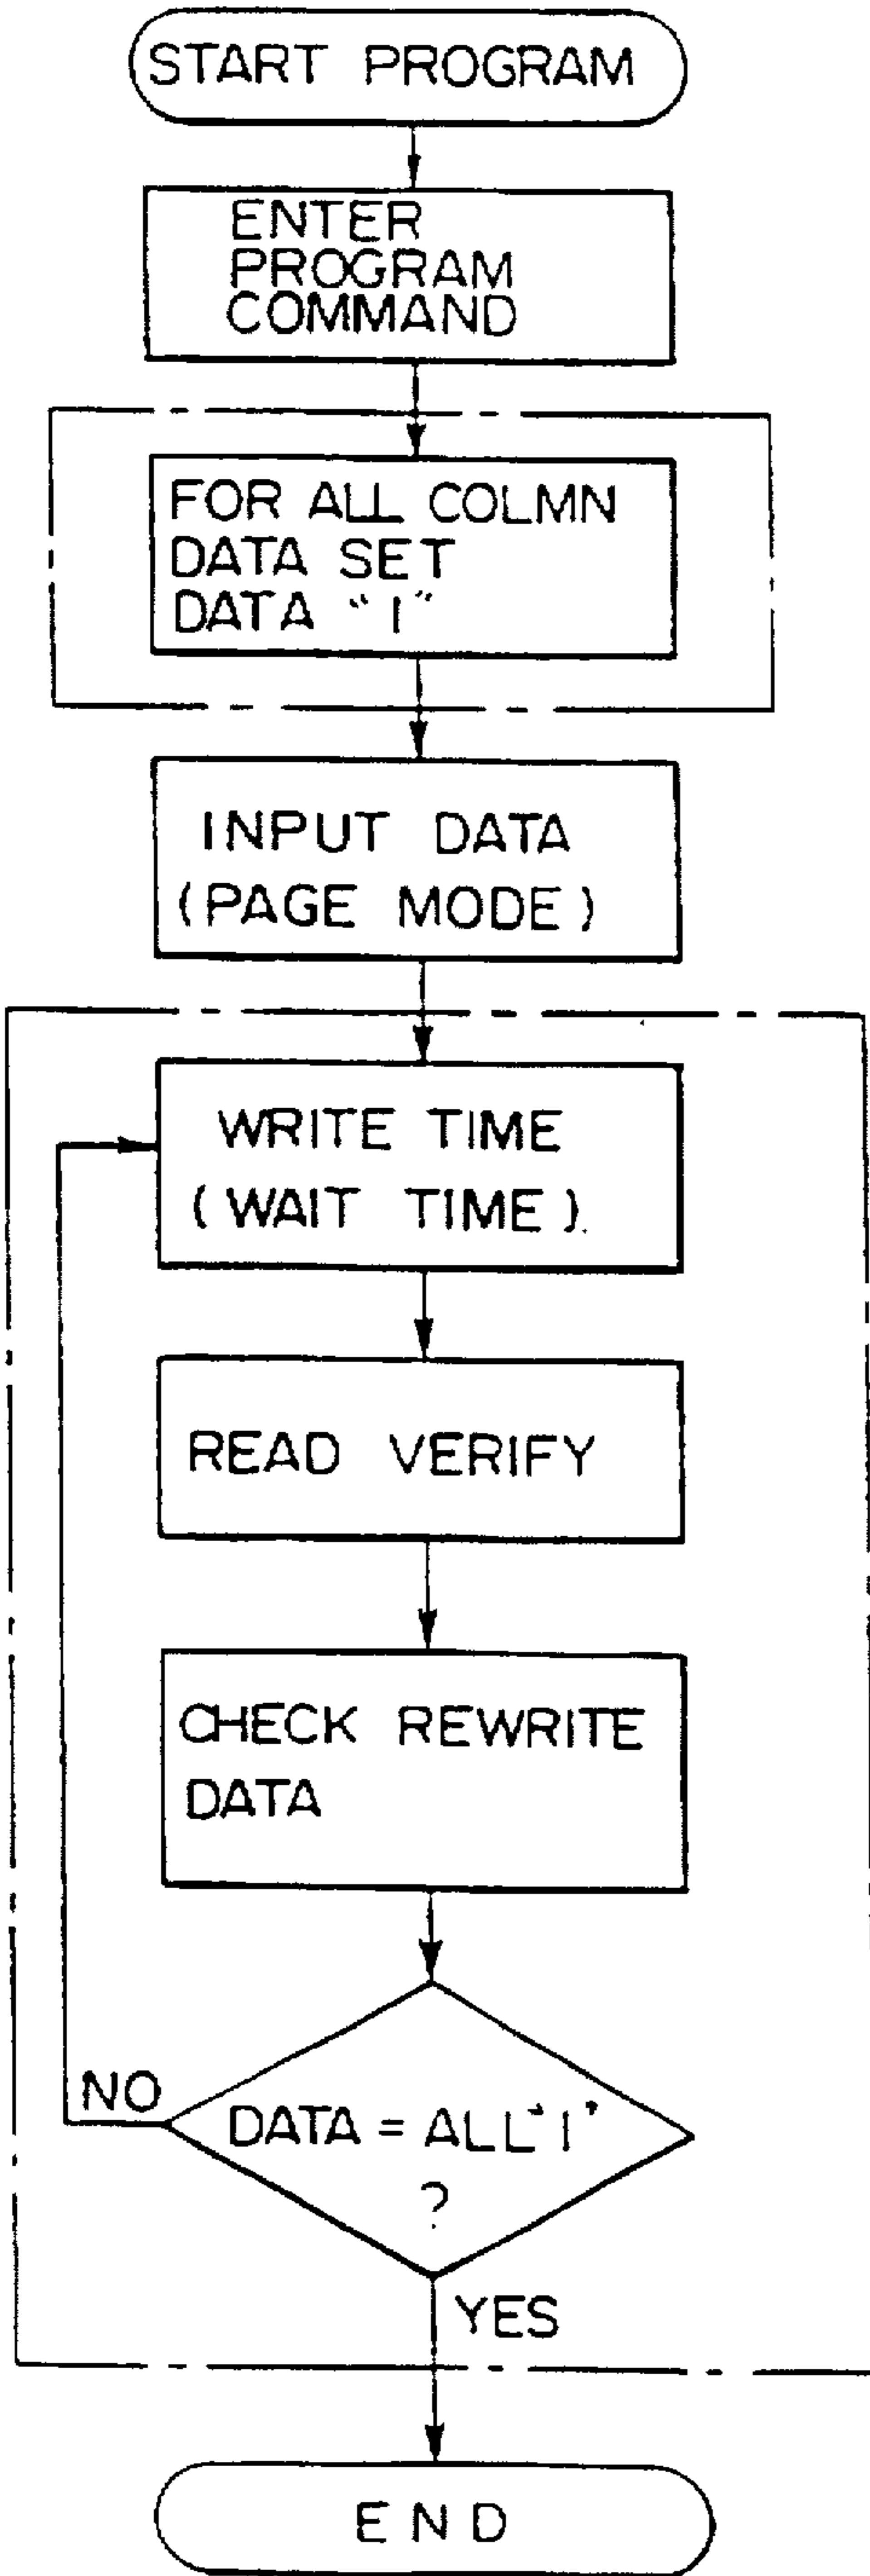 START PROGRAM
ENTER
PROGRAM
COMMAND
FOR ALL COLMN
DATA SET
DATA "1"
INPUT DATA
(PAGE MODE)
WRITE TIME
(WAIT TIME).
READ VERIFY
CHECK REWRITE
DATA
NO
DATA = ALL "1"
?
YES
END